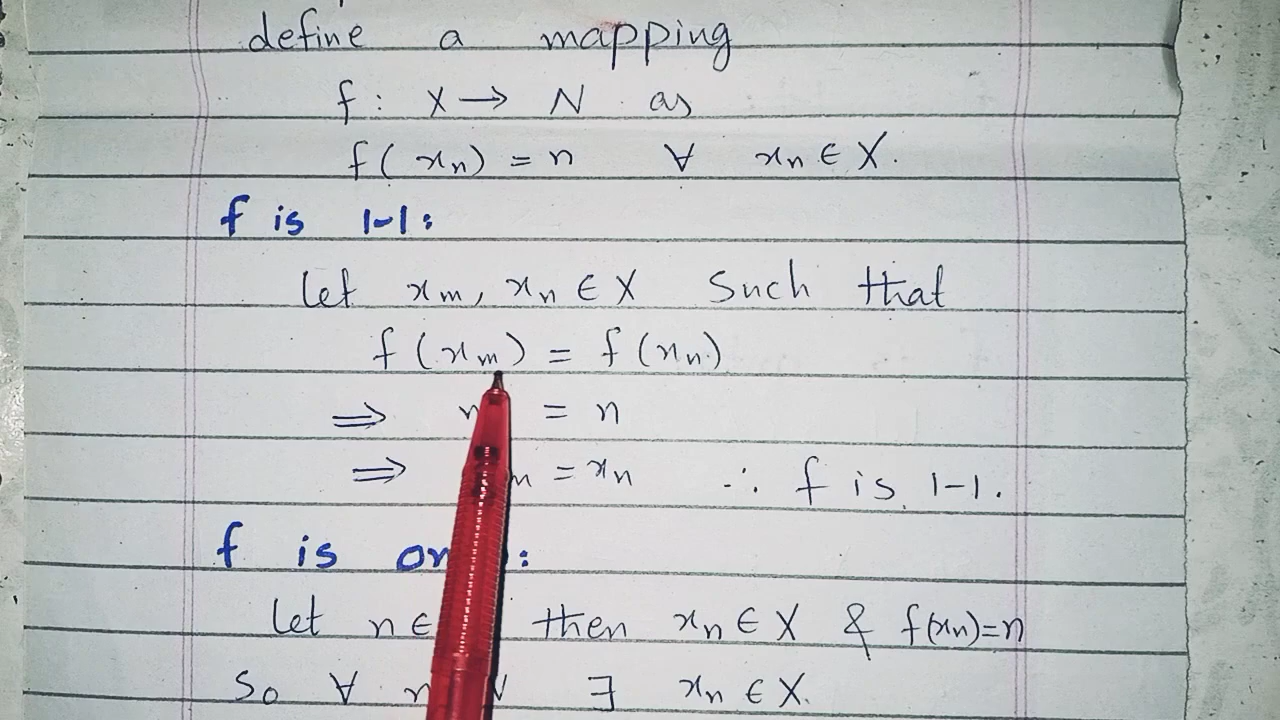 define a mapping
f : X → N as
f(xₙ) = n ∀ xₙ ∈ X.
f is 1-1:
Let xₘ, xₙ ∈ X Such that
f(xₘ) = f(xₙ)
⇒ = n
⇒ = xₙ ∴ f is 1-1.
f is :
Let n ∈ then xₙ ∈ X & f(xₙ)=n
So ∀ ∃ xₙ ∈ X.